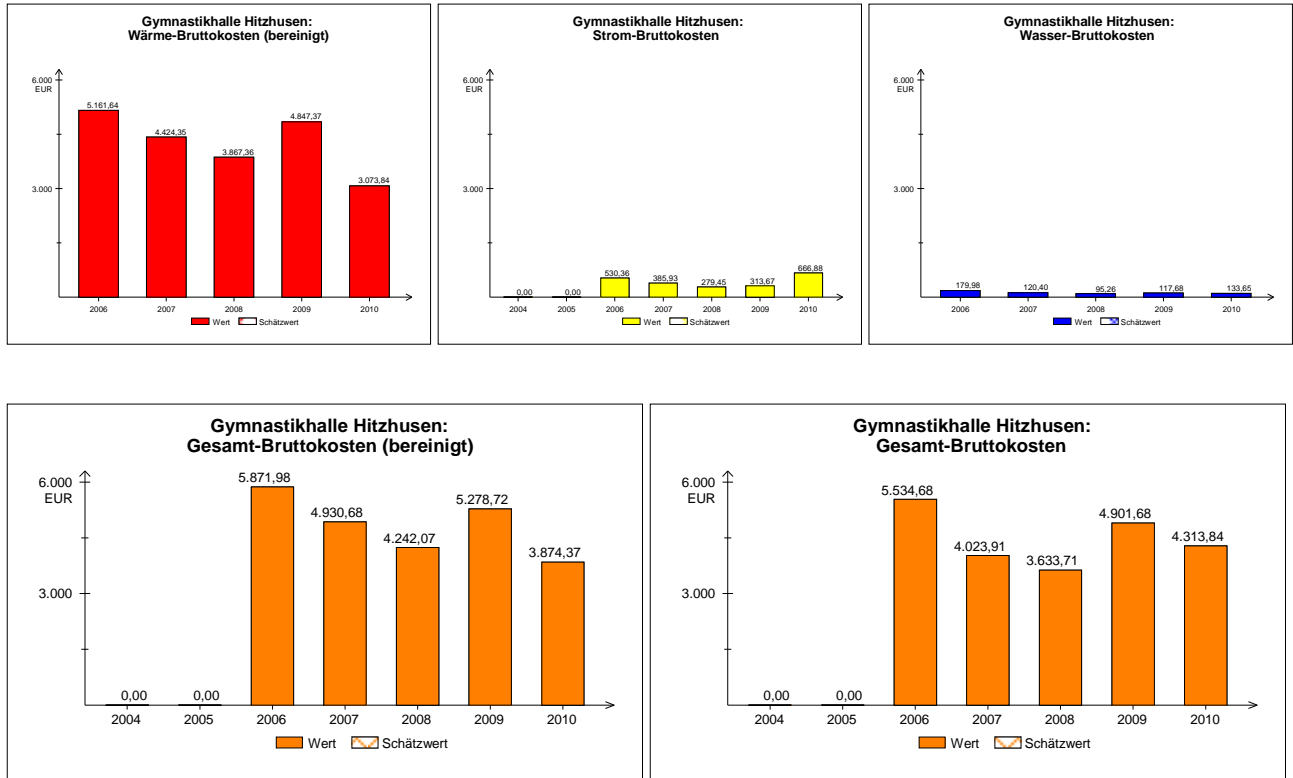 Gymnastikhalle Hitzhusen:
Wärme-Bruttokosten (bereinigt)
6.000
EUR
5.161,64
4.424,35
3.867,36
4.847,37
3.073,84
3.000
2006 2007 2008 2009 2010
Wert Schätzwert
Gymnastikhalle Hitzhusen:
Strom-Bruttokosten
6.000
EUR
3.000
0,00 0,00 530,36 385,93 279,45 313,67 666,88
2004 2005 2006 2007 2008 2009 2010
Wert Schätzwert
Gymnastikhalle Hitzhusen:
Wasser-Bruttokosten
6.000
EUR
3.000
179,98 120,40 95,26 117,68 133,65
2006 2007 2008 2009 2010
Wert Schätzwert
Gymnastikhalle Hitzhusen:
Gesamt-Bruttokosten (bereinigt)
6.000
EUR
5.871,98
4.930,68
4.242,07
5.278,72
3.874,37
3.000
0,00 0,00
2004 2005 2006 2007 2008 2009 2010
Wert Schätzwert
Gymnastikhalle Hitzhusen:
Gesamt-Bruttokosten
6.000
EUR
5.534,68
4.023,91
3.633,71
4.901,68
4.313,84
3.000
0,00 0,00
2004 2005 2006 2007 2008 2009 2010
Wert Schätzwert